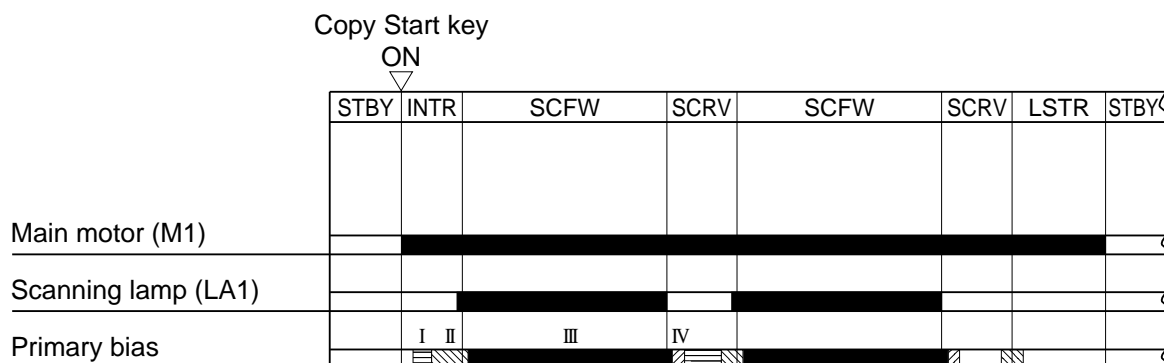 Copy Start key
ON
STBY INTR SCFW SCRV SCFW SCRV LSTR STBY
Main motor (M1)
Scanning lamp (LA1)
Ⅰ Ⅱ Ⅲ Ⅳ
Primary bias